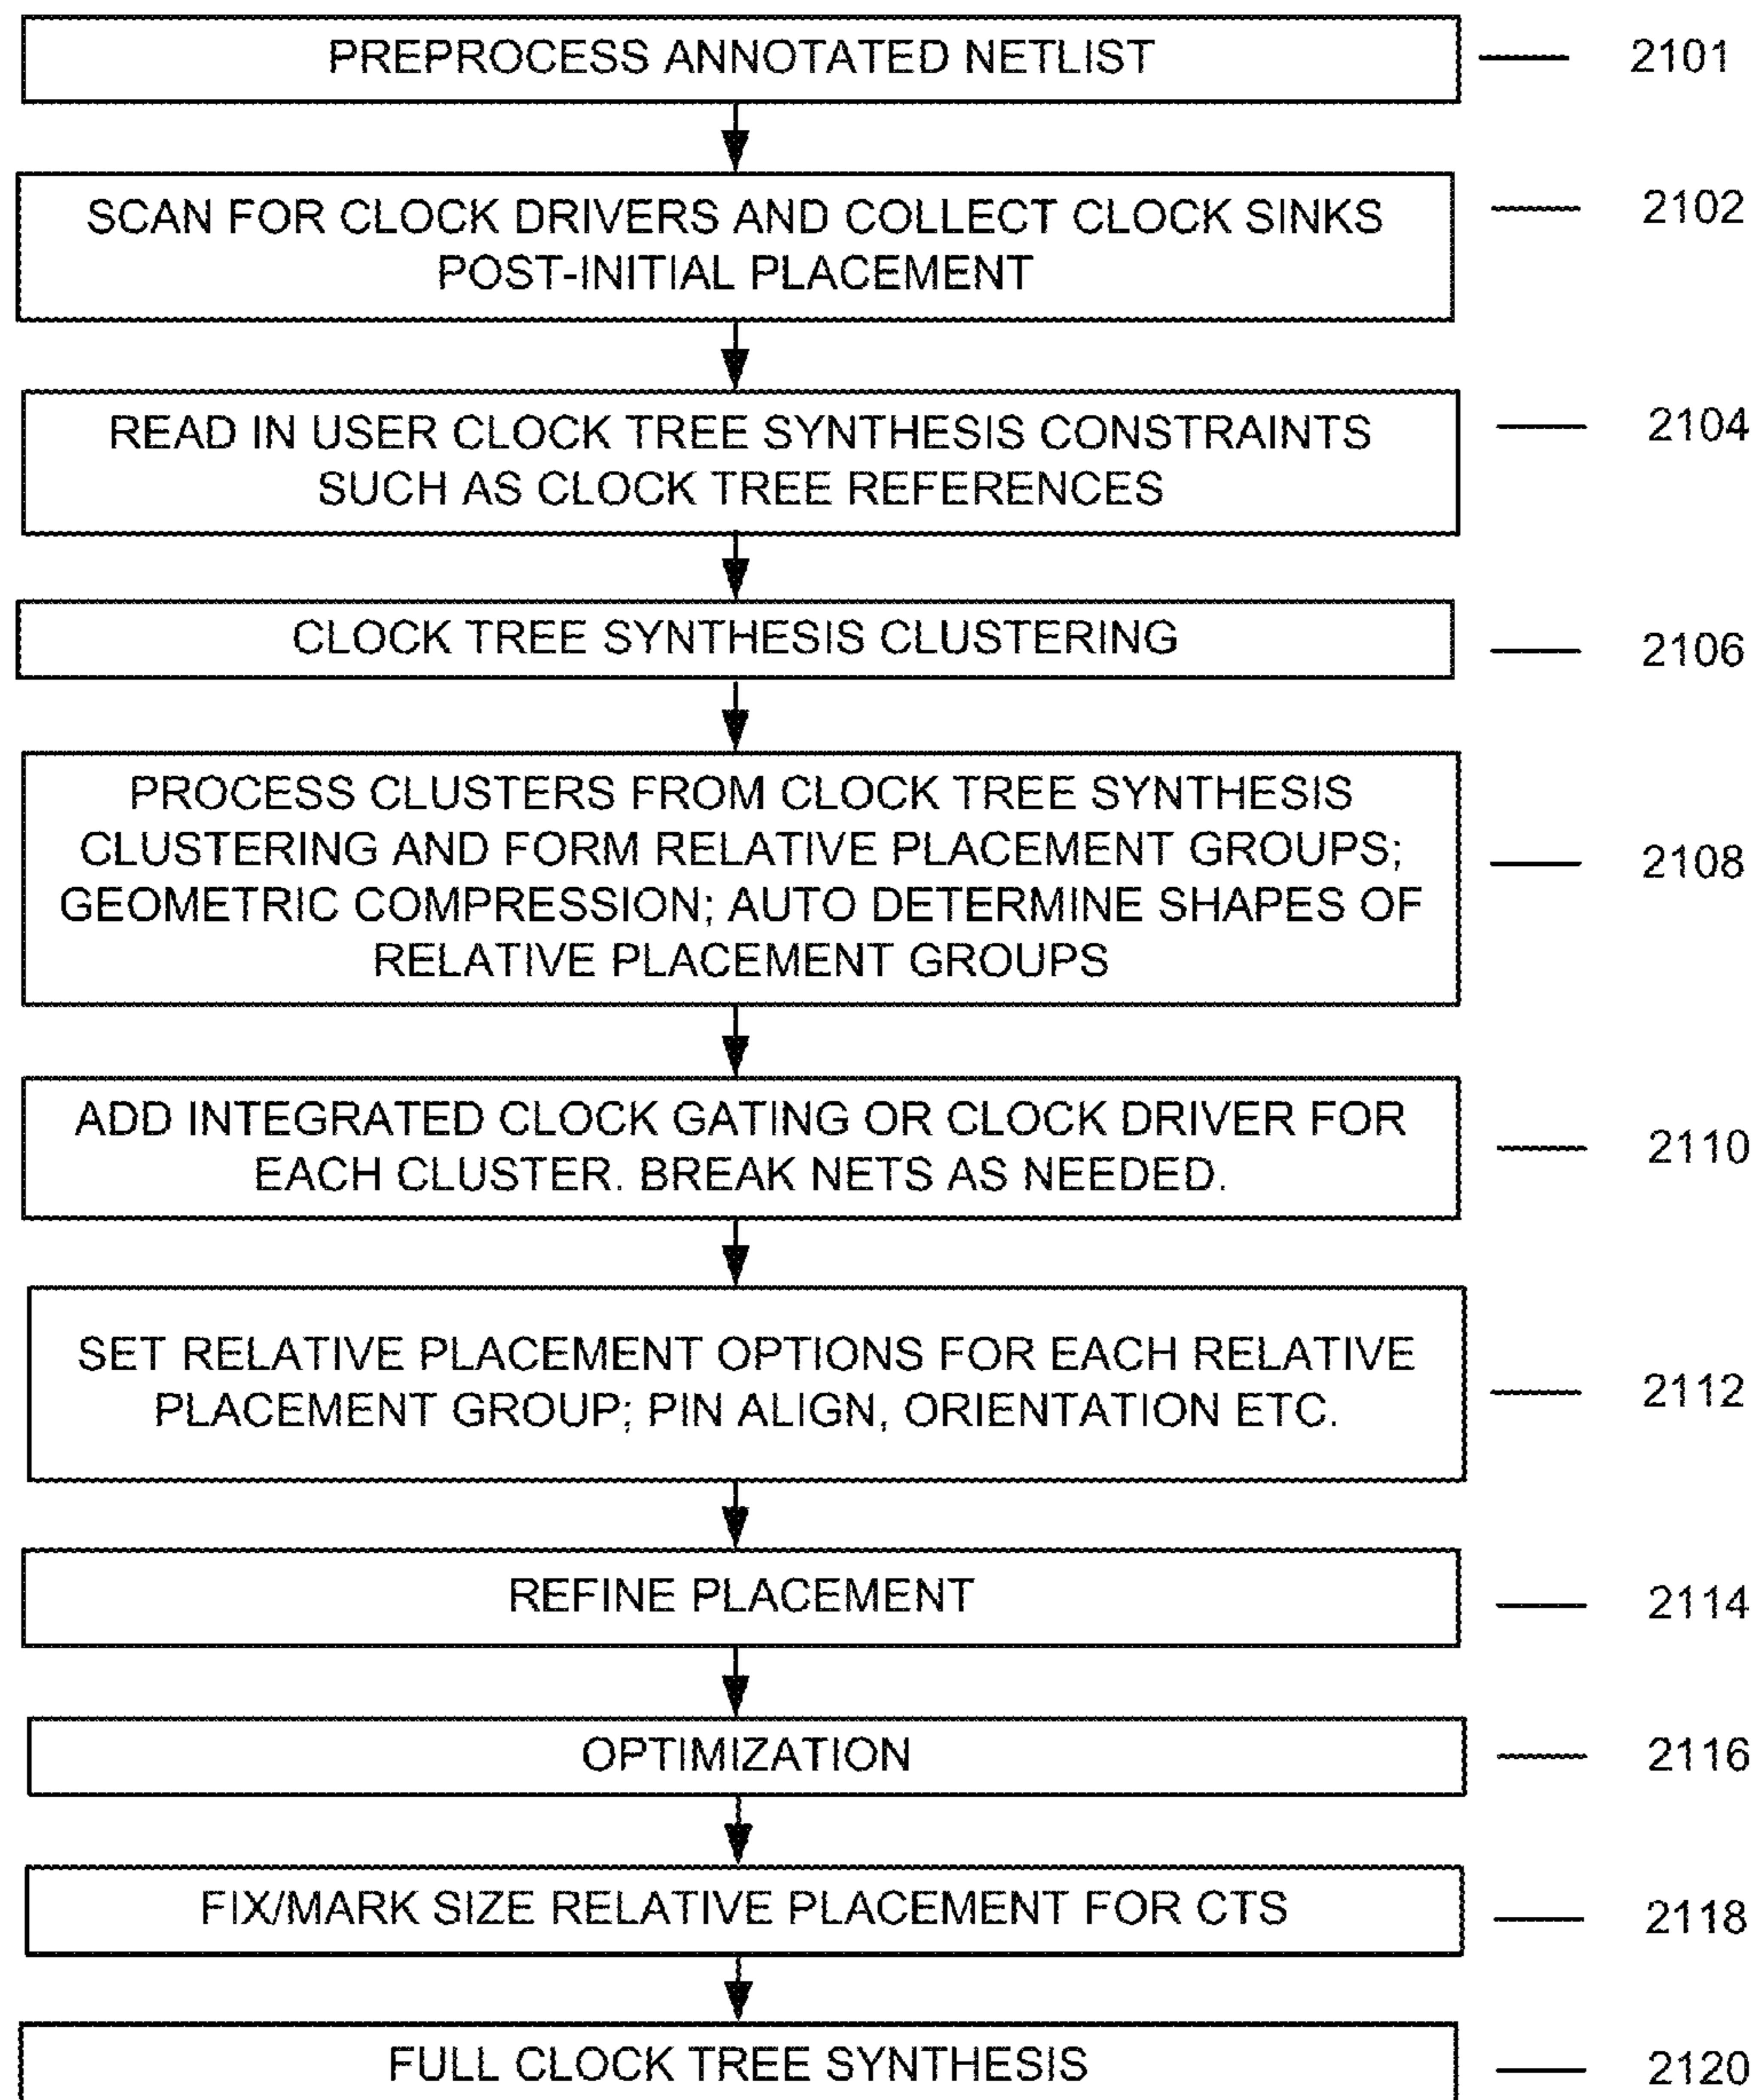 PREPROCESS ANNOTATED NETLIST
2101
SCAN FOR CLOCK DRIVERS AND COLLECT CLOCK SINKS
POST-INITIAL PLACEMENT
2102
READ IN USER CLOCK TREE SYNTHESIS CONSTRAINTS
SUCH AS CLOCK TREE REFERENCES
2104
CLOCK TREE SYNTHESIS CLUSTERING
2106
PROCESS CLUSTERS FROM CLOCK TREE SYNTHESIS
CLUSTERING AND FORM RELATIVE PLACEMENT GROUPS;
GEOMETRIC COMPRESSION; AUTO DETERMINE SHAPES OF
RELATIVE PLACEMENT GROUPS
2108
ADD INTEGRATED CLOCK GATING OR CLOCK DRIVER FOR
EACH CLUSTER. BREAK NETS AS NEEDED.
2110
SET RELATIVE PLACEMENT OPTIONS FOR EACH RELATIVE
PLACEMENT GROUP; PIN ALIGN, ORIENTATION ETC.
2112
REFINE PLACEMENT
2114
OPTIMIZATION
2116
FIX/MARK SIZE RELATIVE PLACEMENT FOR CTS
2118
FULL CLOCK TREE SYNTHESIS
2120